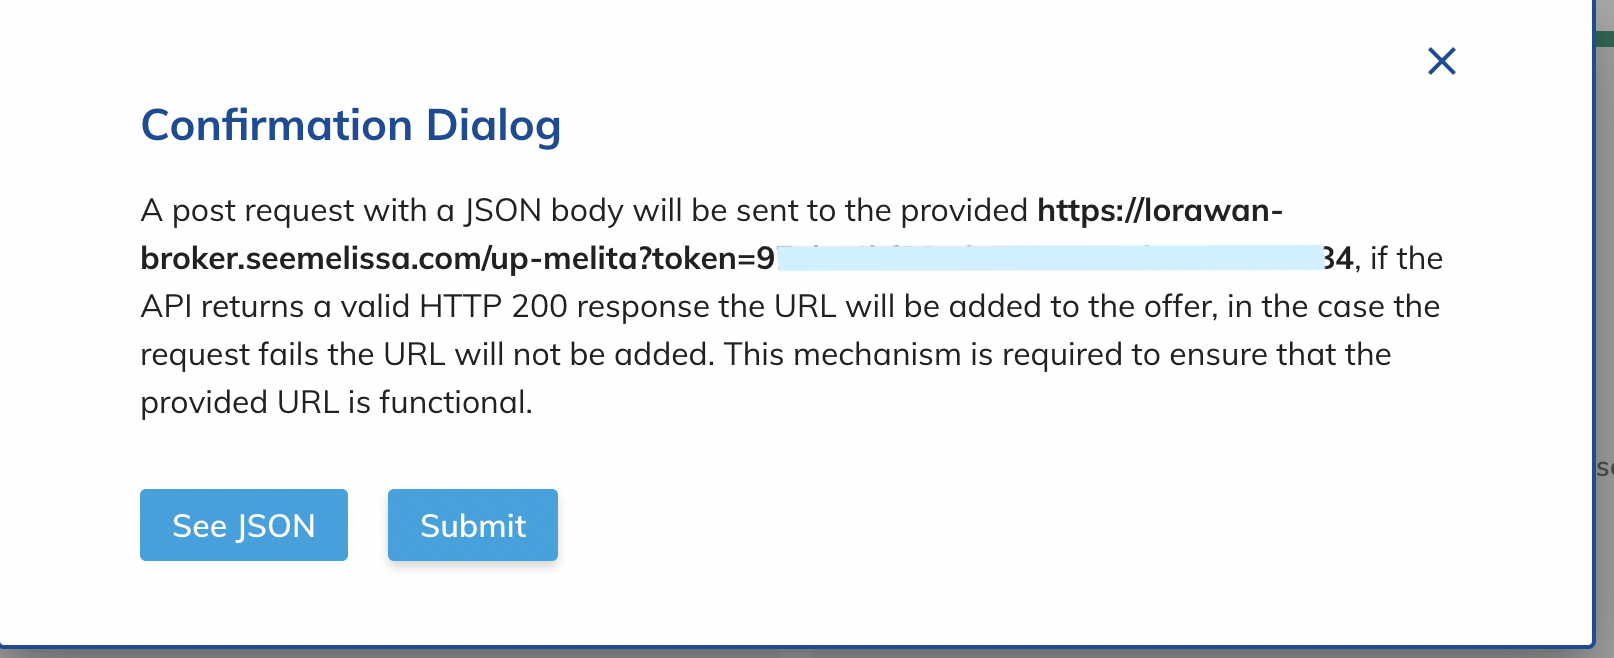 Confirmation Dialog
A post request with a JSON body will be sent to the provided https://lorawan-
broker.seemelissa.com/up-melita?token=9 34, if the
API returns a valid HTTP 200 response the URL will be added to the offer, in the case the
request fails the URL will not be added. This mechanism is required to ensure that the
provided URL is functional.
See JSON
Submit